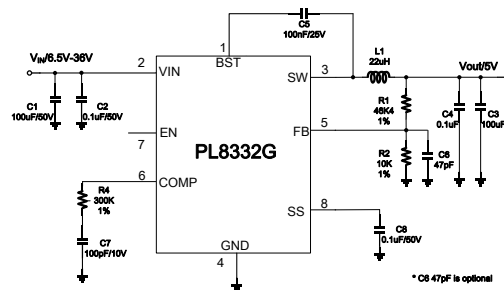 C5
100nF/25V
L1
22uH
VIN/6.5V-36V
Vout/5V
1
BST
2
VIN
SW
3
C1
100uF/50V
C2
0.1uF/50V
R1
46K4
1%
C4
0.1uF
C3
100uF
EN
7
FB
5
PL8332G
R2
10K
1%
C6
47pF
6
COMP
R4
300K
1%
SS
8
C7
100pF/10V
C8
0.1uF/50V
GND
4
* C6 47pF is optional